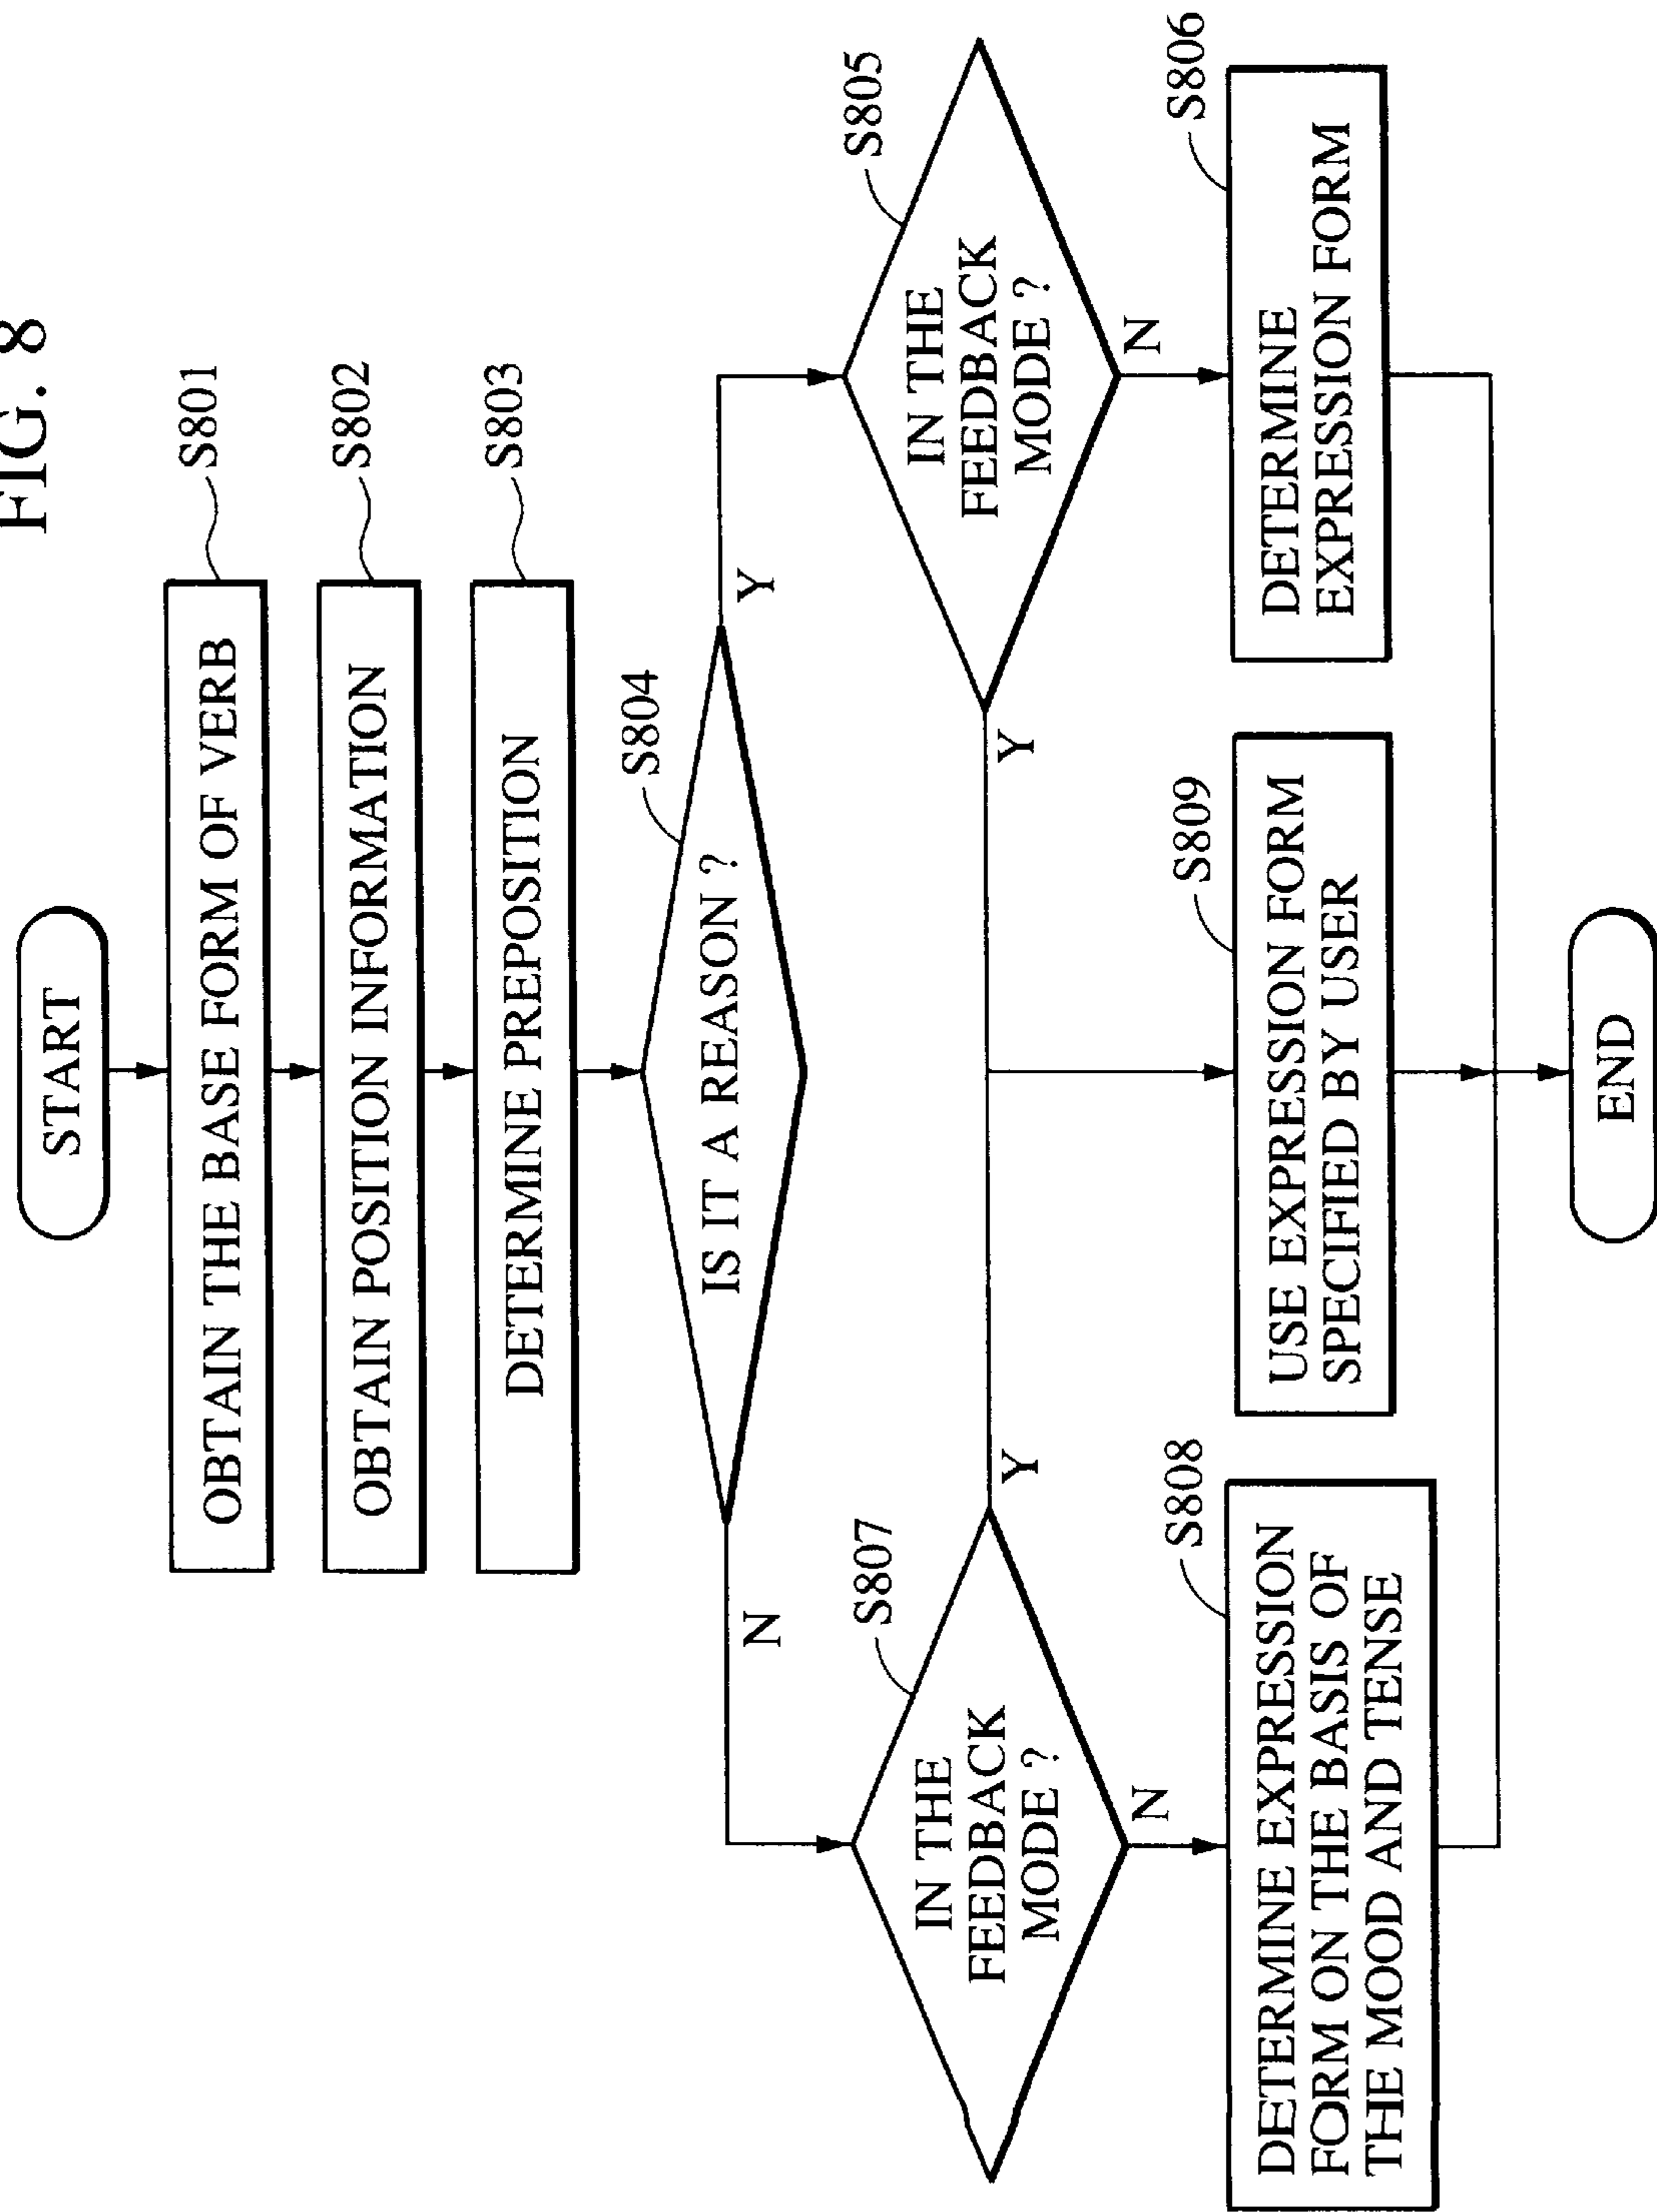 FIG. 8
START
OBTAIN THE BASE FORM OF VERB
S801
OBTAIN POSITION INFORMATION
S802
DETERMINE PREPOSITION
S803
IS IT A REASON ?
S804
N
Y
IN THE
FEEDBACK
MODE ?
S807
Y
N
IN THE
FEEDBACK
MODE ?
S805
Y
N
DETERMINE EXPRESSION
FORM ON THE BASIS OF
THE MOOD AND TENSE
S808
USE EXPRESSION FORM
SPECIFIED BY USER
S809
DETERMINE
EXPRESSION FORM
S806
END